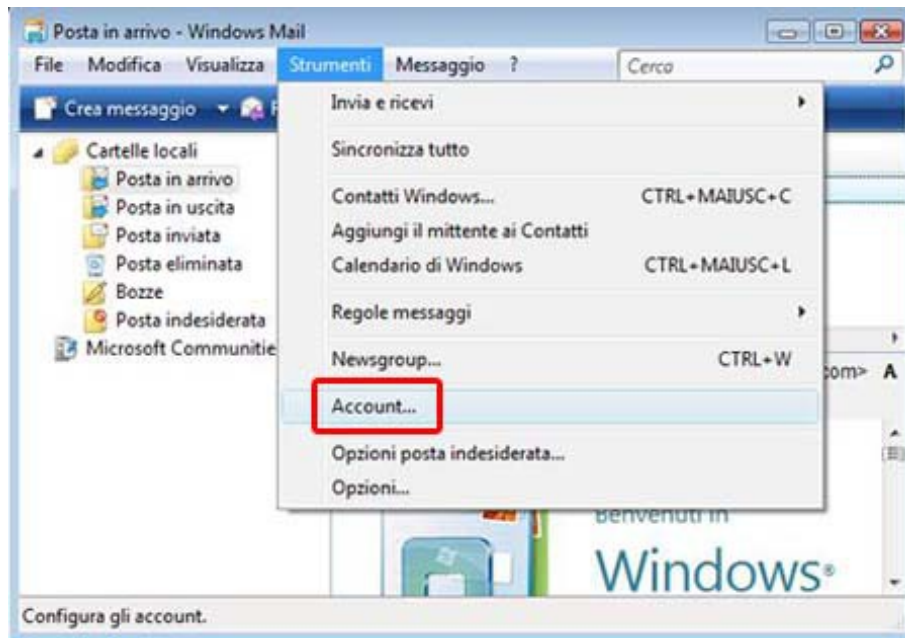 Posta in arrivo - Windows Mail
File Modifica Visualizza Strumenti Messaggio ? Cerca
Crea messaggio
Invia e ricevi
Cartelle locali
Sincronizza tutto
Posta in arrivo
Contatti Windows... CTRL+MAIUSC+C
Posta in uscita
Aggiungi il mittente ai Contatti
Posta inviata
Posta eliminata
Calendario di Windows CTRL+MAIUSC+L
Bozze
Regole messaggi
Posta indesiderata
Microsoft Communitie
Newsgroup... CTRL+W
com> A
Account...
Opzioni posta indesiderata...
Opzioni...
Benvenuti in
Windows®
Configura gli account.